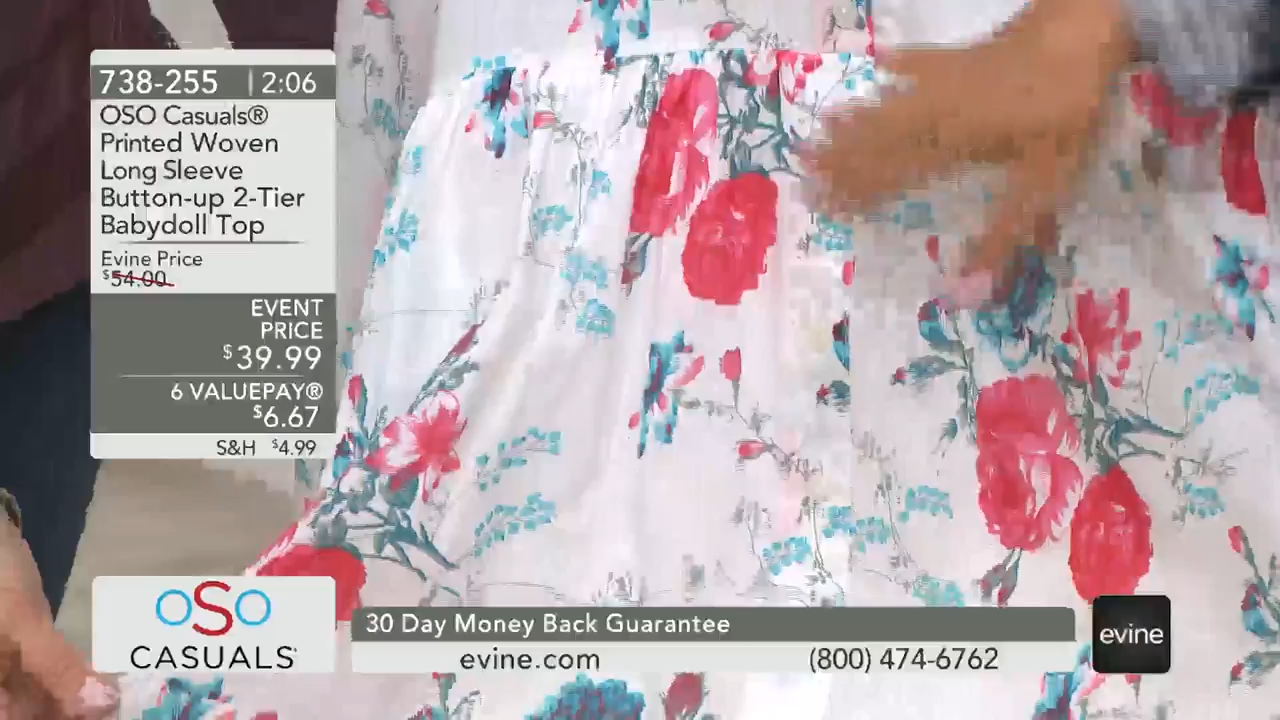 738-255 | 2:06
OSO Casuals®
Printed Woven
Long Sleeve
Button-up 2-Tier
Babydoll Top
Evine Price
$54.00
EVENT
PRICE
$39.99
6 VALUEPAY®
$6.67
S&H $4.99
OSO
CASUALS
30 Day Money Back Guarantee
evine.com (800) 474-6762
evine